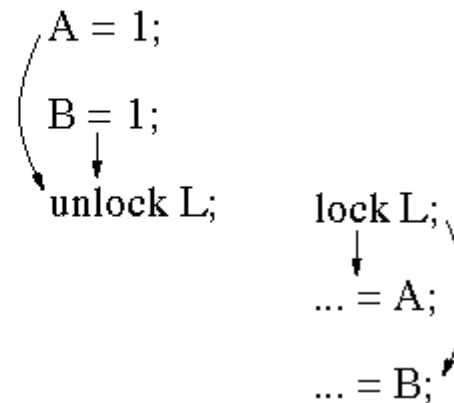 A = 1;
B = 1;
unlock L;
lock L;
... = A;
... = B;